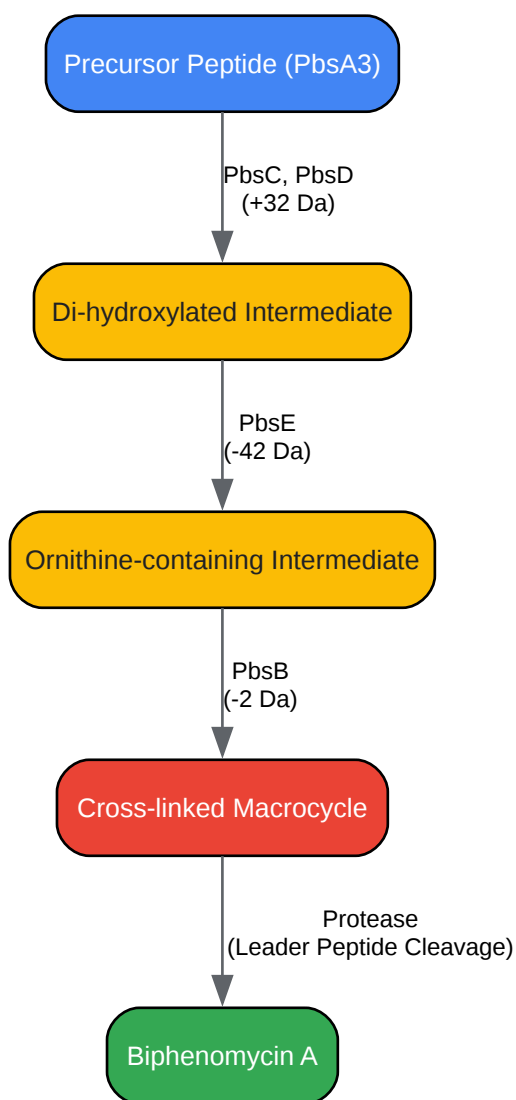 Precursor Peptide (PbsA3)
PbsC, PbsD
(+32 Da)
Di-hydroxylated Intermediate
PbsE
(-42 Da)
Ornithine-containing Intermediate
PbsB
(-2 Da)
Cross-linked Macrocycle
Protease
(Leader Peptide Cleavage)
Biphenomycin A